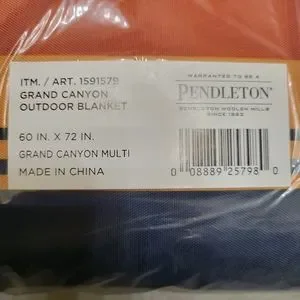 ITM. / ART. 1591579
GRAND CANYON
OUTDOOR BLANKET
60 IN. X 72 IN.
GRAND CANYON MULTI
MADE IN CHINA
WARRANTED TO BE A
PENDLETON®
PENDLETON WOOLEN MILLS
SINCE 1863
0 08889 25798 0